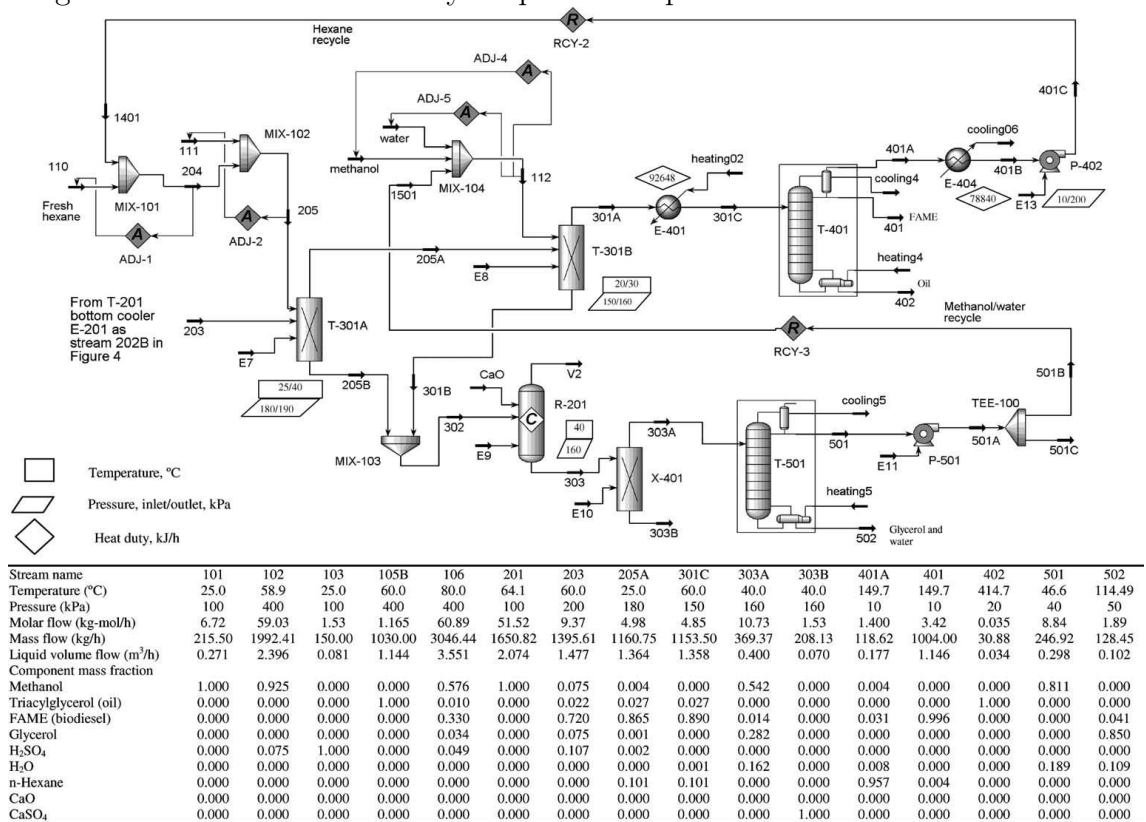 Hexane
recycle
RCY-2
R
ADJ-4
A
401C
1401
ADJ-5
A
cooling06
MIX-102
water
401A
401B
P-402
110
111
204
methanol
MIX-104
112
92648
heating02
cooling4
E-404
E13
10/200
Fresh
hexane
MIX-101
205
1501
301A
E-401
301C
78840
FAME
401
T-401
A
ADJ-1
A
ADJ-2
205A
T-301B
heating4
E8
20/30
150/160
Oil
402
From T-201
bottom cooler
E-201 as
stream 202B in
Figure 4
203
T-301A
Methanol/water
recycle
R
RCY-3
E7
205B
301B
CaO
V2
501B
25/40
180/190
R-201
C
cooling5
TEE-100
302
40
160
303A
501
501A
501C
MIX-103
E9
T-501
E11
P-501
303
X-401
heating5
E10
303B
502
Glycerol and
water
Temperature, ºC
Pressure, inlet/outlet, kPa
Heat duty, kJ/h
Stream name 101 102 103 105B 106 201 203 205A 301C 303A 303B 401A 401 402 501 502
Temperature (ºC) 25.0 58.9 25.0 60.0 80.0 64.1 60.0 25.0 60.0 40.0 40.0 149.7 149.7 414.7 46.6 114.49
Pressure (kPa) 100 400 100 400 400 100 200 180 150 160 160 10 10 20 40 50
Molar flow (kg-mol/h) 6.72 59.03 1.53 1.165 60.89 51.52 9.37 4.98 4.85 10.73 1.53 1.400 3.42 0.035 8.84 1.89
Mass flow (kg/h) 215.50 1992.41 150.00 1030.00 3046.44 1650.82 1395.61 1160.75 1153.50 369.37 208.13 118.62 1004.00 30.88 246.92 128.45
Liquid volume flow (m³/h) 0.271 2.396 0.081 1.144 3.551 2.074 1.477 1.364 1.358 0.400 0.070 0.177 1.146 0.034 0.298 0.102
Component mass fraction
Methanol 1.000 0.925 0.000 0.000 0.576 1.000 0.075 0.004 0.000 0.542 0.000 0.004 0.000 0.000 0.811 0.000
Triacylglycerol (oil) 0.000 0.000 0.000 1.000 0.010 0.000 0.022 0.027 0.027 0.000 0.000 0.000 0.000 1.000 0.000 0.000
FAME (biodiesel) 0.000 0.000 0.000 0.000 0.330 0.000 0.720 0.865 0.890 0.014 0.000 0.031 0.996 0.000 0.000 0.041
Glycerol 0.000 0.000 0.000 0.000 0.034 0.000 0.075 0.001 0.000 0.282 0.000 0.000 0.000 0.000 0.000 0.850
H₂SO₄ 0.000 0.075 1.000 0.000 0.049 0.000 0.107 0.002 0.000 0.000 0.000 0.000 0.000 0.000 0.000 0.000
H₂O 0.000 0.000 0.000 0.000 0.000 0.000 0.000 0.000 0.001 0.162 0.000 0.008 0.000 0.000 0.189 0.109
n-Hexane 0.000 0.000 0.000 0.000 0.000 0.000 0.000 0.101 0.101 0.000 0.000 0.957 0.004 0.000 0.000 0.000
CaO 0.000 0.000 0.000 0.000 0.000 0.000 0.000 0.000 0.000 0.000 0.000 0.000 0.000 0.000 0.000 0.000
CaSO₄ 0.000 0.000 0.000 0.000 0.000 0.000 0.000 0.000 0.000 0.000 1.000 0.000 0.000 0.000 0.000 0.000